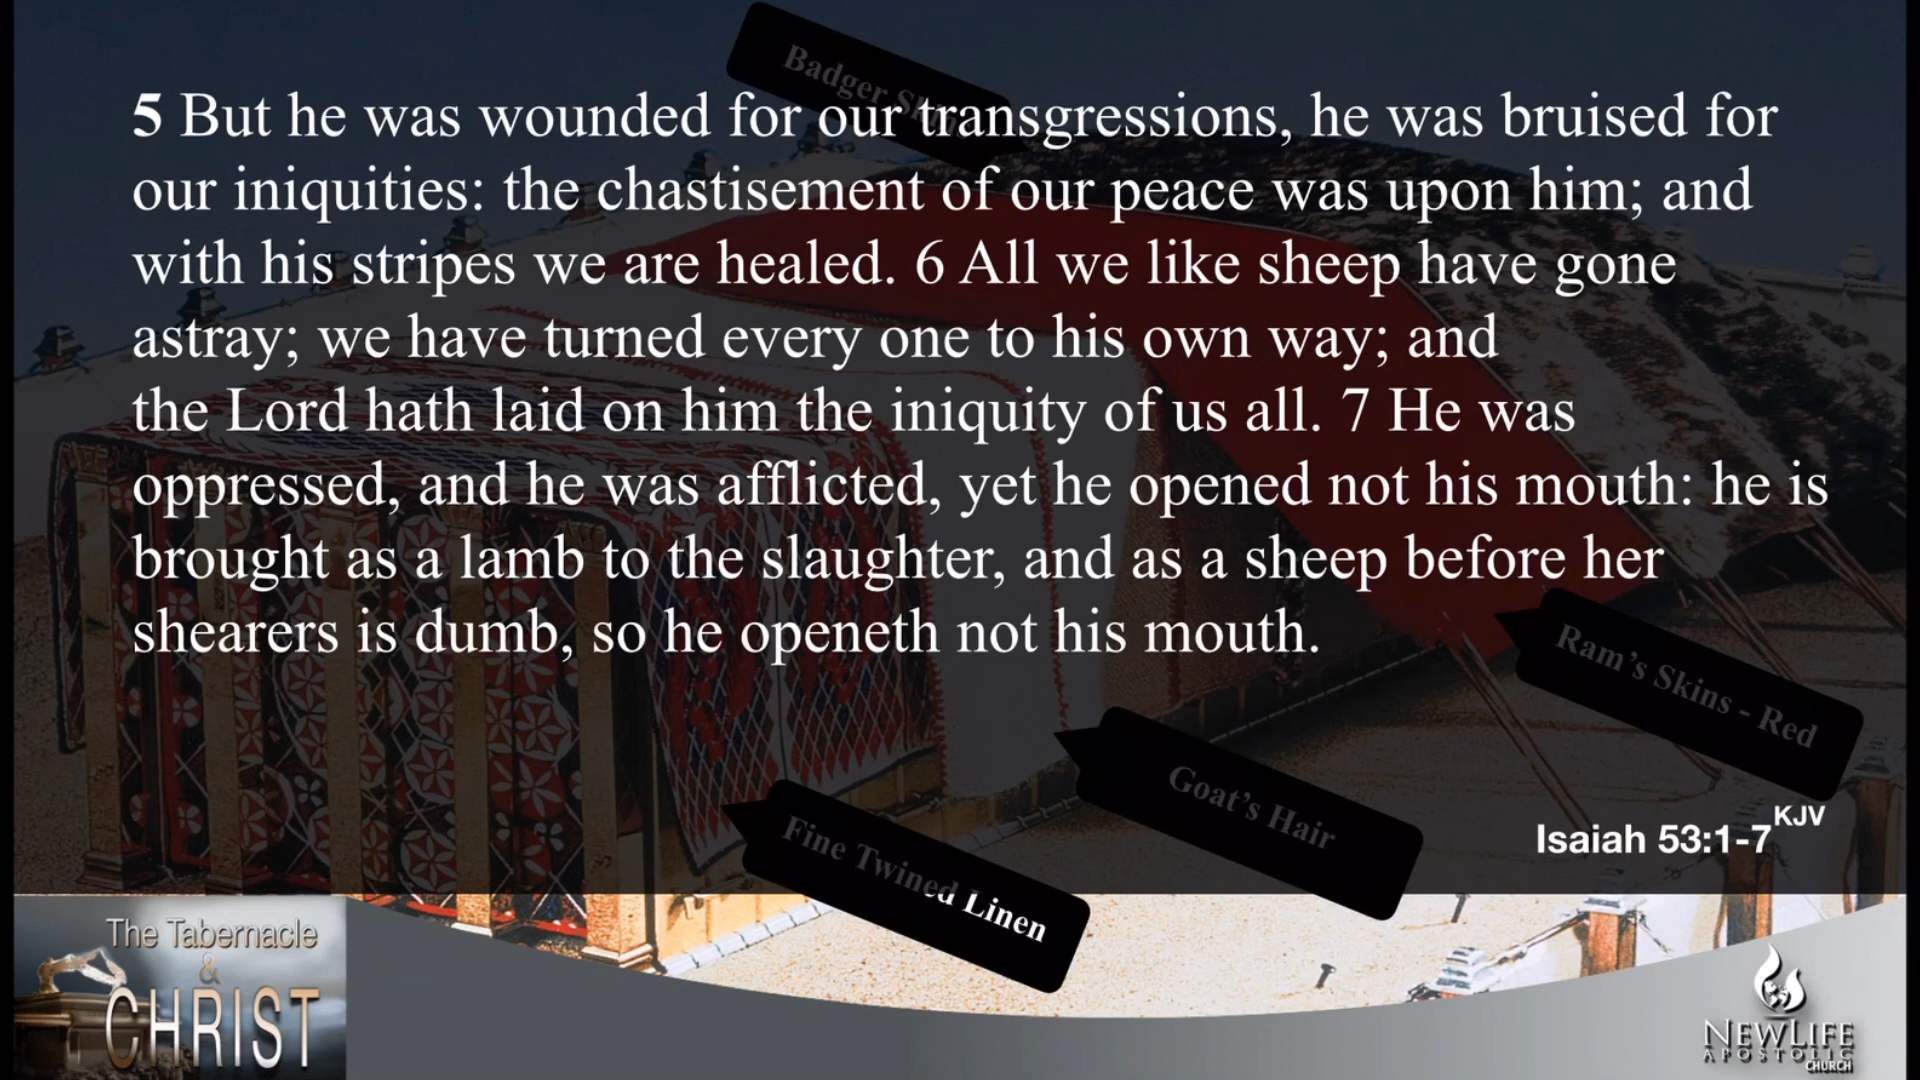 Badger Skins
5 But he was wounded for our transgressions, he was bruised for
our iniquities: the chastisement of our peace was upon him; and
with his stripes we are healed. 6 All we like sheep have gone
astray; we have turned every one to his own way; and
the Lord hath laid on him the iniquity of us all. 7 He was
oppressed, and he was afflicted, yet he opened not his mouth: he is
brought as a lamb to the slaughter, and as a sheep before her
shearers is dumb, so he openeth not his mouth.
Ram's Skins - Red
Goat's Hair
Fine Twined Linen
Isaiah 53:1-7 KJV
The Tabernacle
&
CHRIST
NEWLIFE
APOSTOLIC
CHURCH